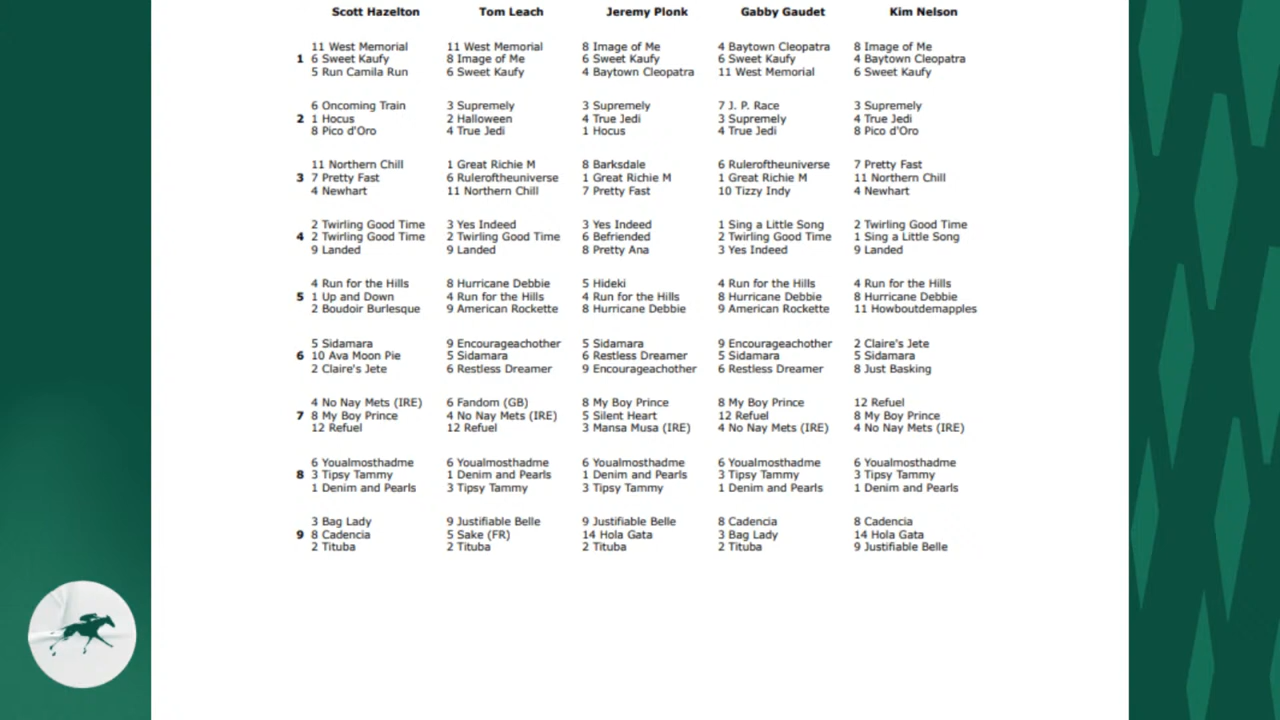 Scott Hazelton Tom Leach Jeremy Plonk Gabby Gaudet Kim Nelson
11 West Memorial 11 West Memorial 8 Image of Me 4 Baytown Cleopatra 8 Image of Me
1 6 Sweet Kaufy 8 Image of Me 6 Sweet Kaufy 6 Sweet Kaufy 4 Baytown Cleopatra
5 Run Camila Run 6 Sweet Kaufy 4 Baytown Cleopatra 11 West Memorial 6 Sweet Kaufy
6 Oncoming Train 3 Supremely 3 Supremely 7 J. P. Race 3 Supremely
2 1 Hocus 2 Halloween 4 True Jedi 3 Supremely 4 True Jedi
8 Pico d'Oro 4 True Jedi 1 Hocus 4 True Jedi 8 Pico d'Oro
11 Northern Chill 1 Great Richie M 8 Barksdale 6 Ruleroftheuniverse 7 Pretty Fast
3 7 Pretty Fast 6 Ruleroftheuniverse 1 Great Richie M 1 Great Richie M 11 Northern Chill
4 Newhart 11 Northern Chill 7 Pretty Fast 10 Tizzy Indy 4 Newhart
2 Twirling Good Time 3 Yes Indeed 3 Yes Indeed 1 Sing a Little Song 2 Twirling Good Time
4 2 Twirling Good Time 2 Twirling Good Time 6 Befriended 2 Twirling Good Time 1 Sing a Little Song
9 Landed 9 Landed 8 Pretty Ana 3 Yes Indeed 9 Landed
4 Run for the Hills 8 Hurricane Debbie 5 Hideki 4 Run for the Hills 4 Run for the Hills
5 1 Up and Down 4 Run for the Hills 4 Run for the Hills 8 Hurricane Debbie 8 Hurricane Debbie
2 Boudoir Burlesque 9 American Rockette 8 Hurricane Debbie 9 American Rockette 11 Howboutdemapples
5 Sidamara 9 Encourageachother 5 Sidamara 9 Encourageachother 2 Claire's Jete
6 10 Ava Moon Pie 5 Sidamara 6 Restless Dreamer 5 Sidamara 5 Sidamara
2 Claire's Jete 6 Restless Dreamer 9 Encourageachother 6 Restless Dreamer 8 Just Basking
4 No Nay Mets (IRE) 6 Fandom (GB) 8 My Boy Prince 8 My Boy Prince 12 Refuel
7 8 My Boy Prince 4 No Nay Mets (IRE) 5 Silent Heart 12 Refuel 8 My Boy Prince
12 Refuel 12 Refuel 3 Mansa Musa (IRE) 4 No Nay Mets (IRE) 4 No Nay Mets (IRE)
6 Youalmosthadme 6 Youalmosthadme 6 Youalmosthadme 6 Youalmosthadme 6 Youalmosthadme
8 3 Tipsy Tammy 1 Denim and Pearls 1 Denim and Pearls 3 Tipsy Tammy 3 Tipsy Tammy
1 Denim and Pearls 3 Tipsy Tammy 3 Tipsy Tammy 1 Denim and Pearls 1 Denim and Pearls
3 Bag Lady 9 Justifiable Belle 9 Justifiable Belle 8 Cadencia 8 Cadencia
9 8 Cadencia 5 Sake (FR) 14 Hola Gata 3 Bag Lady 14 Hola Gata
2 Tituba 2 Tituba 2 Tituba 2 Tituba 9 Justifiable Belle